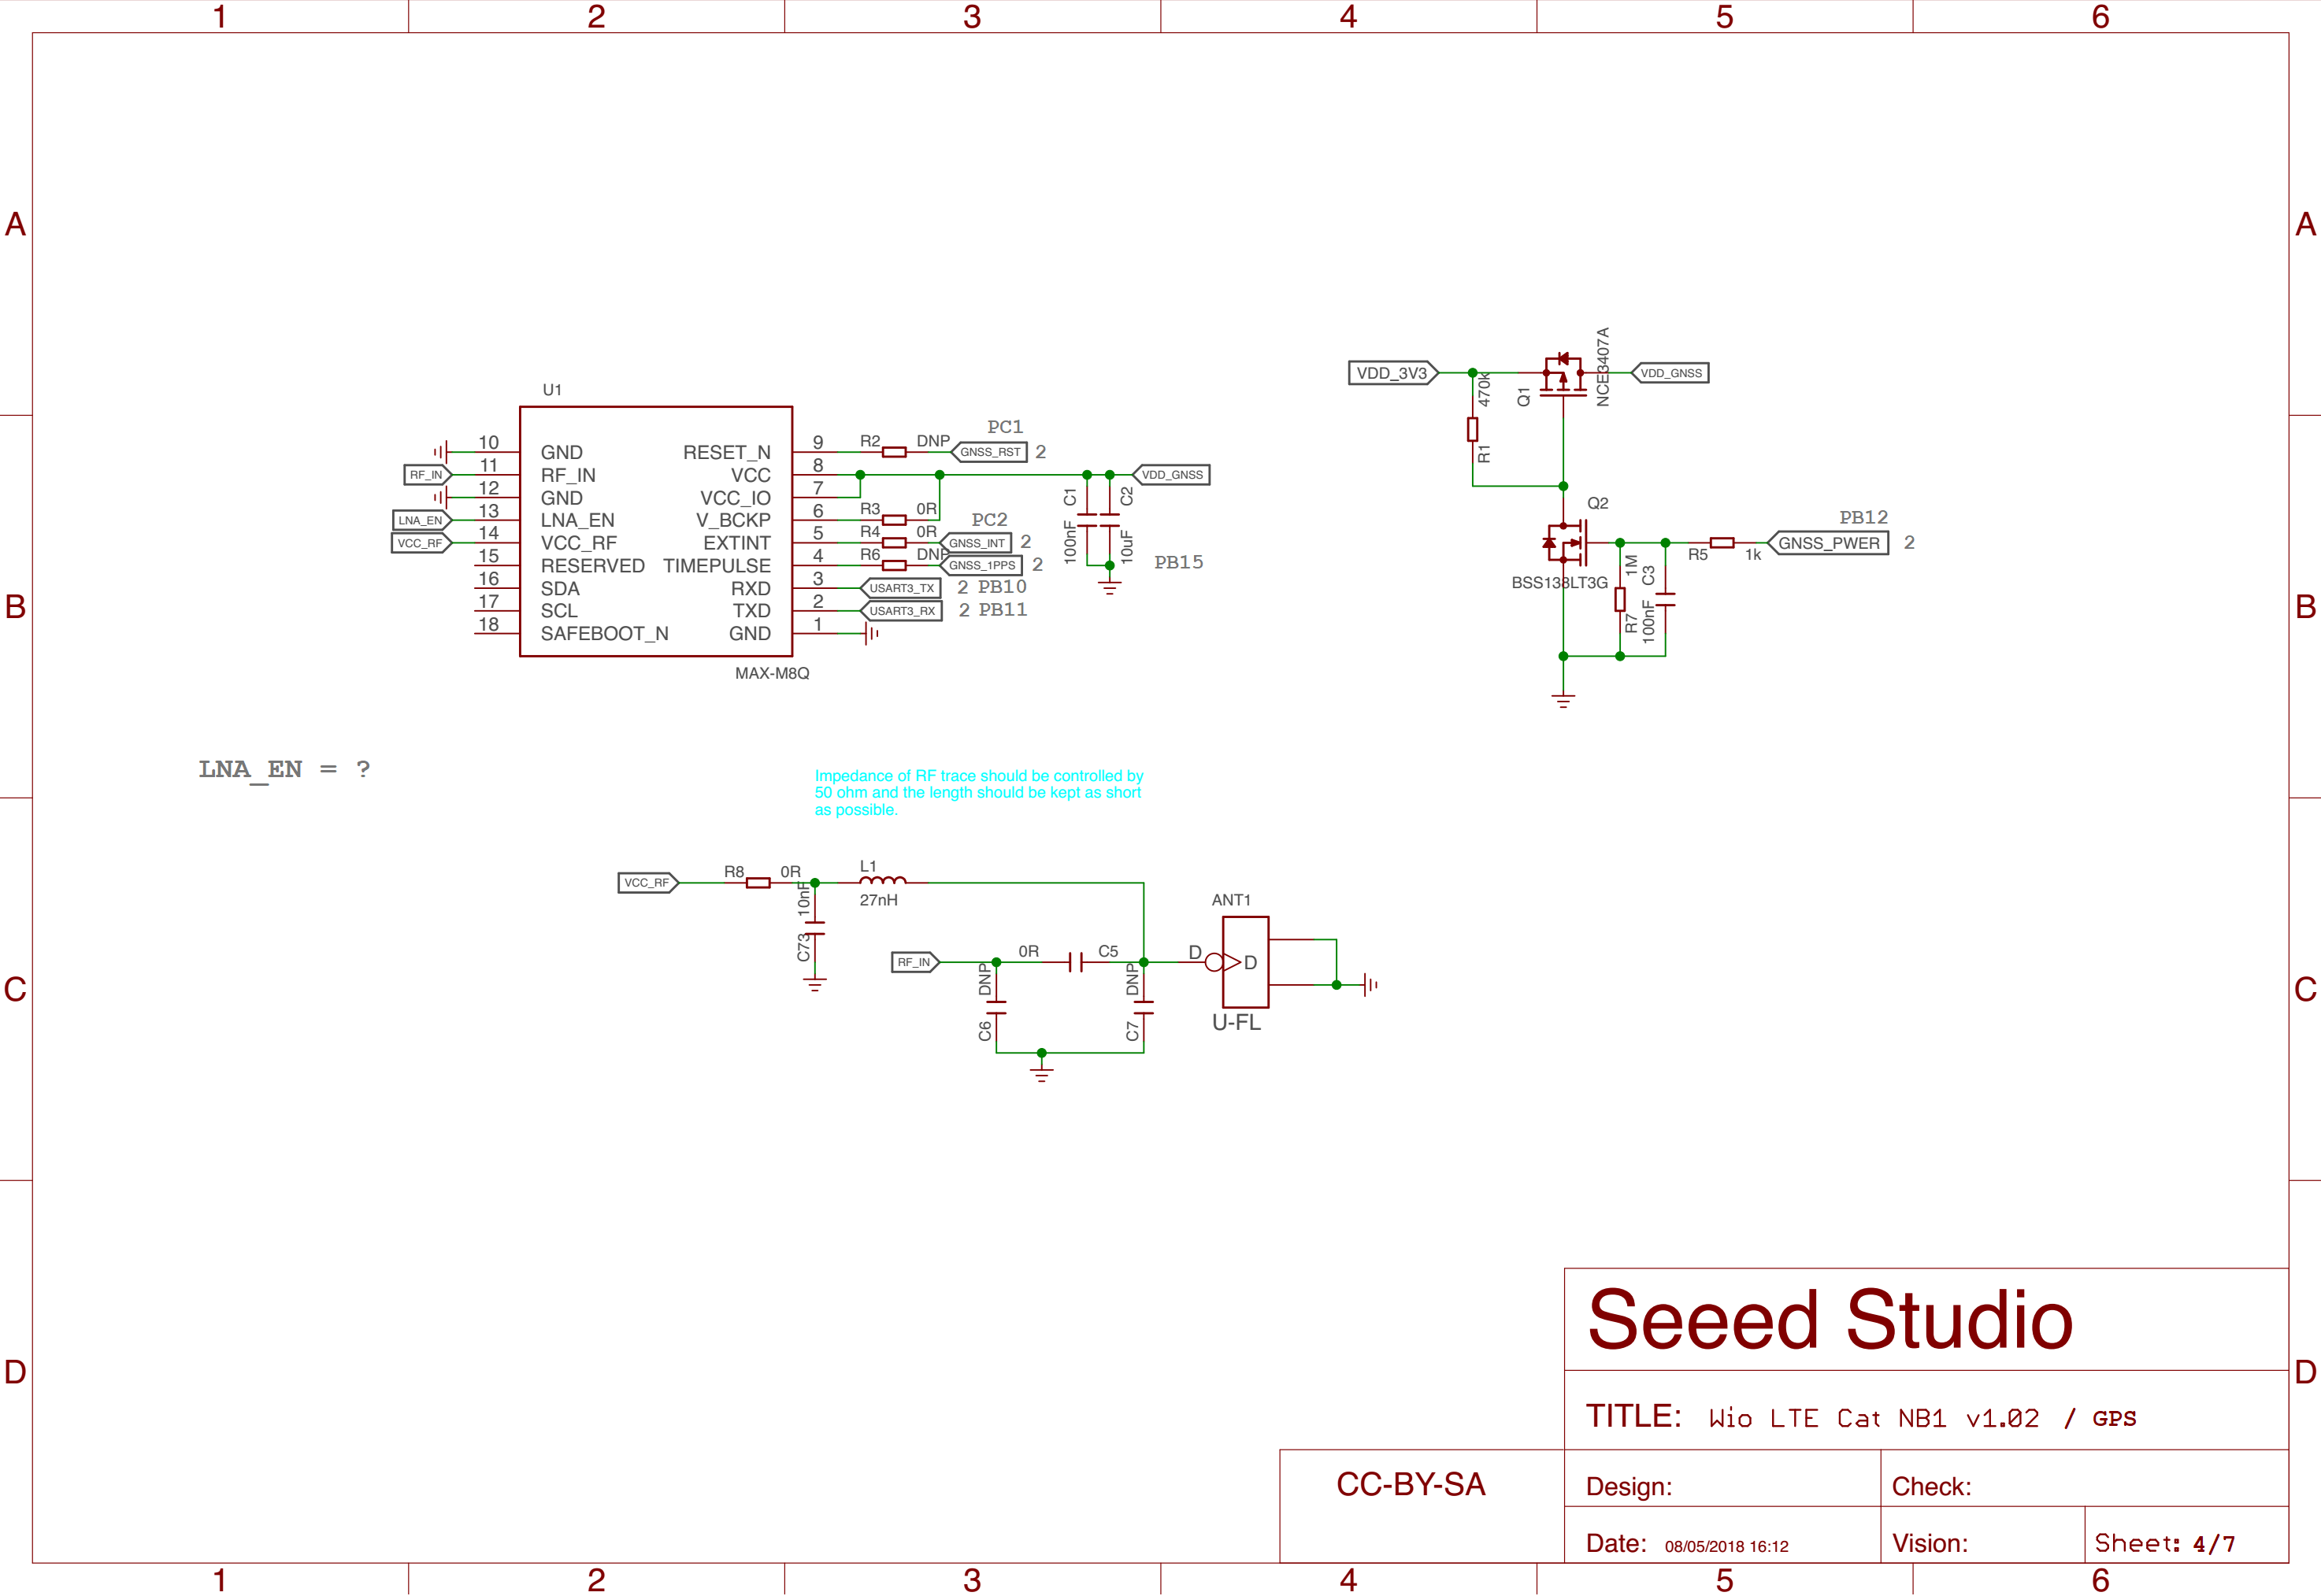 1 2 3 4 5 6
A A
B B
C C
D D
U1
10 GND
11 RF_IN
12 GND
13 LNA_EN
14 VCC_RF
15 RESERVED
16 SDA
17 SCL
18 SAFEBOOT_N
RF_IN
LNA_EN
VCC_RF
RESET_N 9
VCC 8
VCC_IO 7
V_BCKP 6
EXTINT 5
TIMEPULSE 4
RXD 3
TXD 2
GND 1
MAX-M8Q
PC1
R2 DNP GNSS_RST 2
VDD_GNSS
R3 0R
PC2
R4 0R GNSS_INT 2
R6 DNP GNSS_1PPS 2
PB15
USART3_TX 2 PB10
USART3_RX 2 PB11
C1 100nF
C2 10uF
VDD_3V3
470k
R1
Q1
NCE3407A
VDD_GNSS
Q2
BSS138LT3G
1M
R7
C3
100nF
R5 1k
PB12
GNSS_PWER 2
LNA_EN = ?
Impedance of RF trace should be controlled by
50 ohm and the length should be kept as short
as possible.
VCC_RF
R8 0R
10nF
C73
L1
27nH
RF_IN
0R C5
DNP
C6
DNP
C7
ANT1
D D
U-FL
Seeed Studio
TITLE: Wio LTE Cat NB1 v1.02 / GPS
CC-BY-SA
Design:
Check:
Date: 08/05/2018 16:12
Vision:
Sheet: 4/7
1 2 3 4 5 6